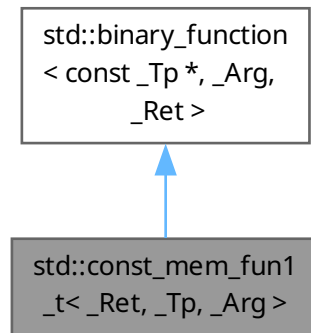 std::binary_function
< const _Tp *, _Arg,
_Ret >
std::const_mem_fun1
_t< _Ret, _Tp, _Arg >